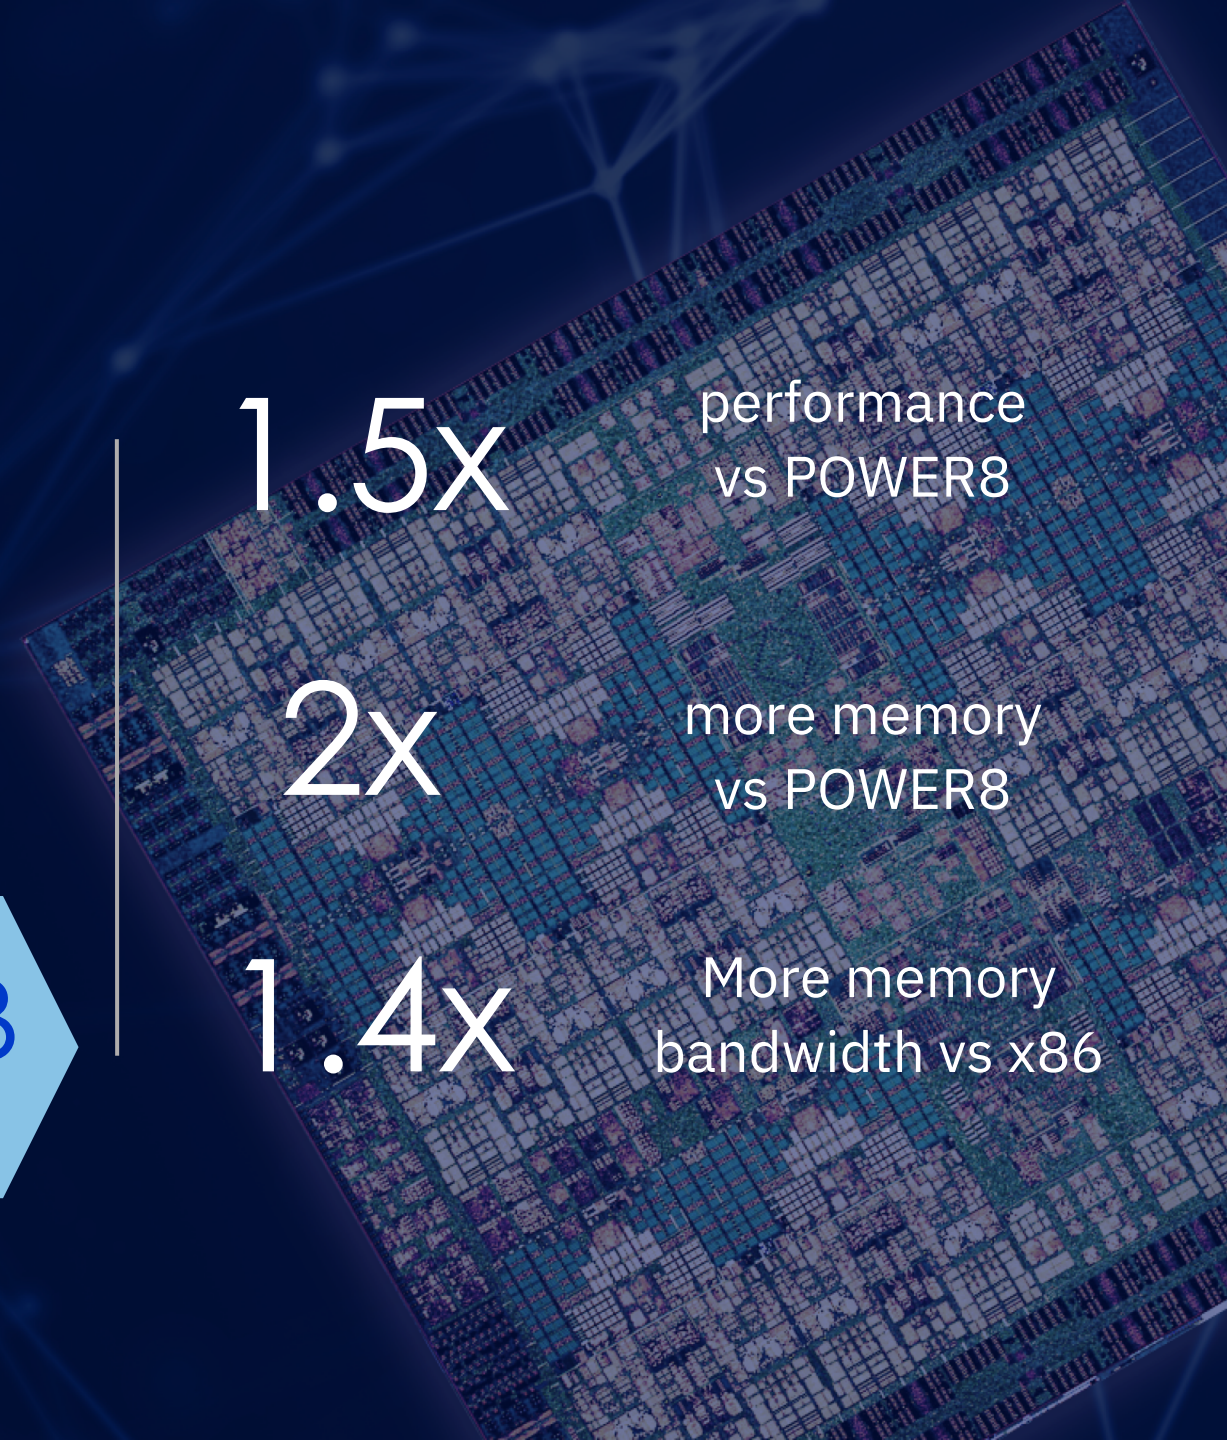 1.5x
performance
vs POWER8
2x
more memory
vs POWER8
1.4x
More memory
bandwidth vs x86